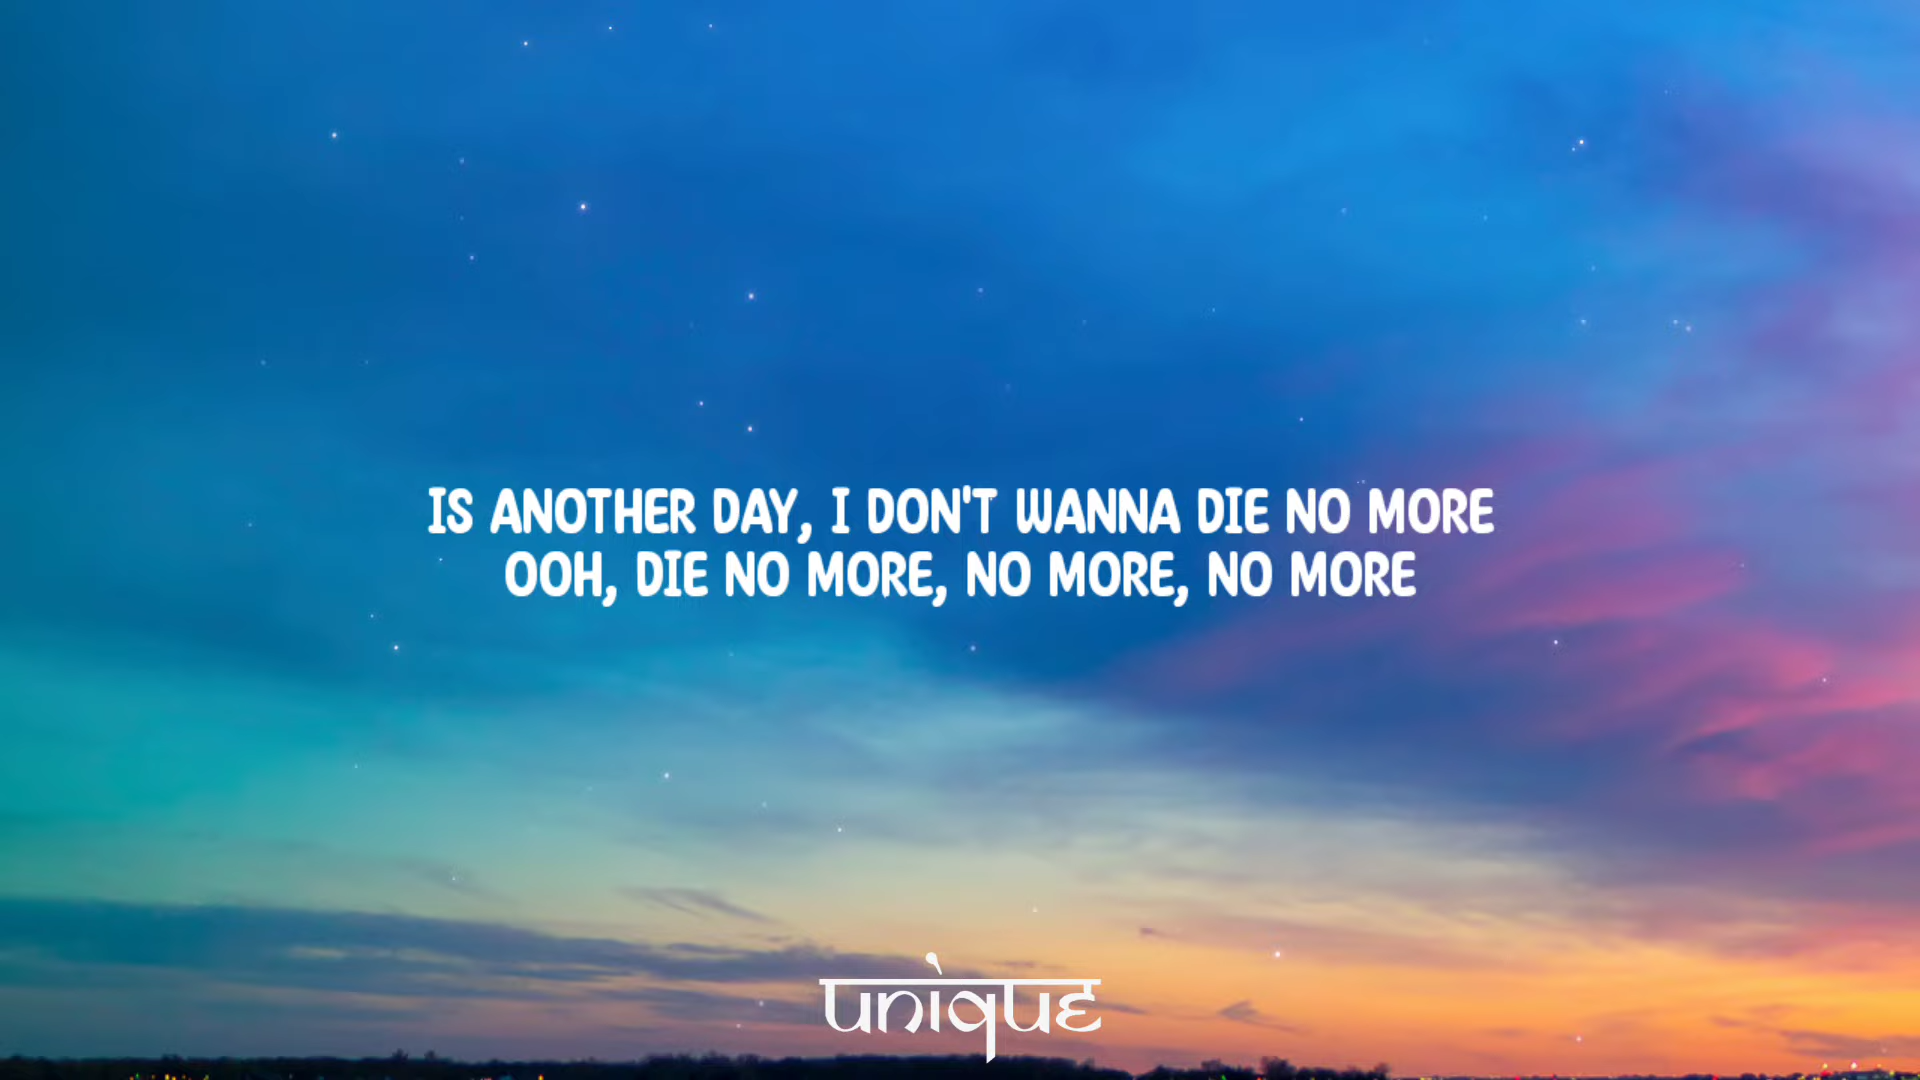 IS ANOTHER DAY, I DON'T WANNA DIE NO MORE
OOH, DIE NO MORE, NO MORE, NO MORE
unique